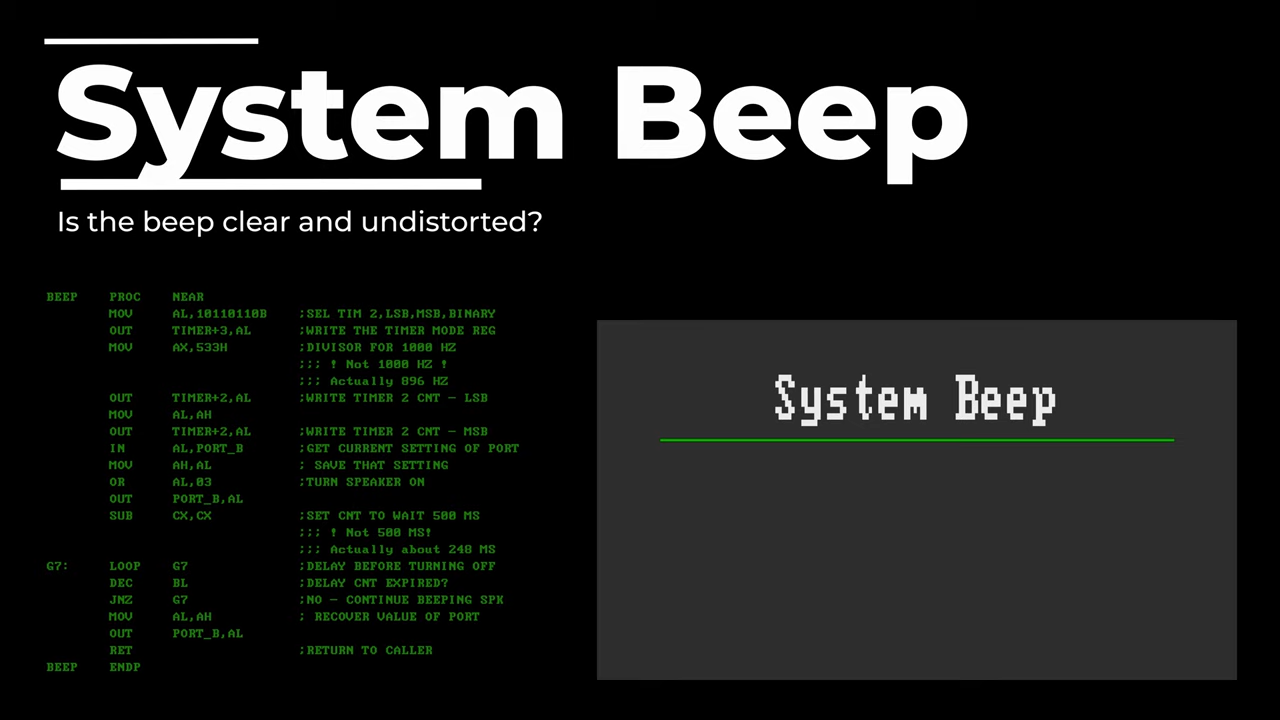 System Beep
Is the beep clear and undistorted?
BEEP PROC NEAR
MOV AL,10110110B ;SEL TIM 2,LSB,MSB,BINARY
OUT TIMER+3,AL ;WRITE THE TIMER MODE REG
MOV AX,533H ;DIVISOR FOR 1000 HZ
;;; ! Not 1000 HZ !
;;; Actually 896 HZ
OUT TIMER+2,AL ;WRITE TIMER 2 CNT - LSB
MOV AL,AH
OUT TIMER+2,AL ;WRITE TIMER 2 CNT - MSB
IN AL,PORT_B ;GET CURRENT SETTING OF PORT
MOV AH,AL ; SAVE THAT SETTING
OR AL,03 ;TURN SPEAKER ON
OUT PORT_B,AL
SUB CX,CX ;SET CNT TO WAIT 500 MS
;;; ! Not 500 MS!
;;; Actually about 248 MS
G7: LOOP G7 ;DELAY BEFORE TURNING OFF
DEC BL ;DELAY CNT EXPIRED?
JNZ G7 ;NO - CONTINUE BEEPING SPK
MOV AL,AH ; RECOVER VALUE OF PORT
OUT PORT_B,AL
RET ;RETURN TO CALLER
BEEP ENDP
System Beep